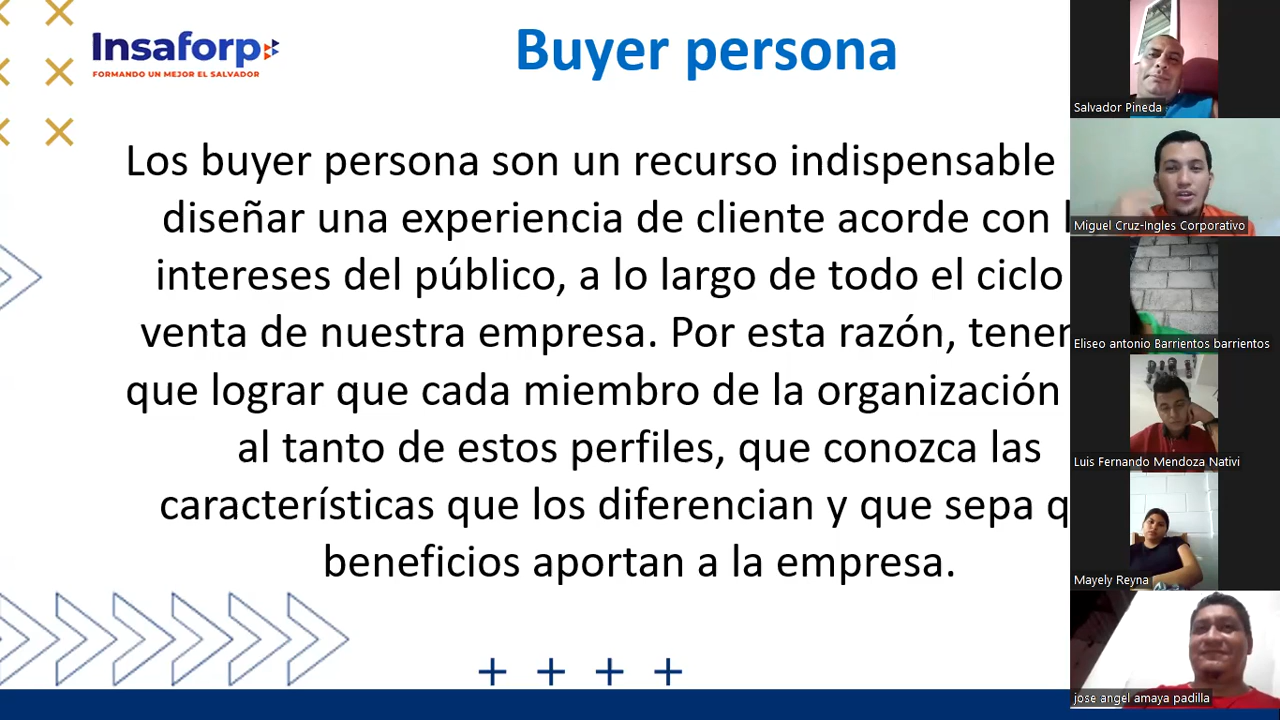 Insaforp
FORMANDO UN MEJOR EL SALVADOR
Buyer persona
Los buyer persona son un recurso indispensable
diseñar una experiencia de cliente acorde con
intereses del público, a lo largo de todo el ciclo
venta de nuestra empresa. Por esta razón,
que lograr que cada miembro de la organización
al tanto de estos perfiles, que conozca las
características que los diferencian y que sepa
beneficios aportan a la empresa.
Salvador Pineda
Miguel Cruz-Ingles Corporativo
Eliseo antonio Barrientos barrientos
Luis Fernando Mendoza Nativi
Mayely Reyna
jose angel amaya padilla